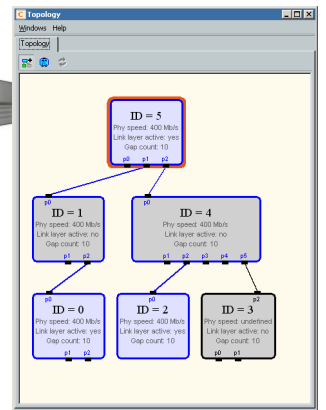 Topology
Windows Help
Topology
ID = 5
Phy speed: 400 Mb/s
Link layer active: yes
Gap count: 10
p0 p1 p2
p0
ID = 1
Phy speed: 400 Mb/s
Link layer active: no
Gap count: 10
p1 p2
p0
ID = 4
Phy speed: 400 Mb/s
Link layer active: no
Gap count: 10
p1 p2 p3 p4 p5
p0
ID = 0
Phy speed: 400 Mb/s
Link layer active: yes
Gap count: 10
p1 p2
p0
ID = 2
Phy speed: 400 Mb/s
Link layer active: yes
Gap count: 10
p1 p2
p2
ID = 3
Phy speed: undefined
Link layer active: no
Gap count: 10
p0 p1